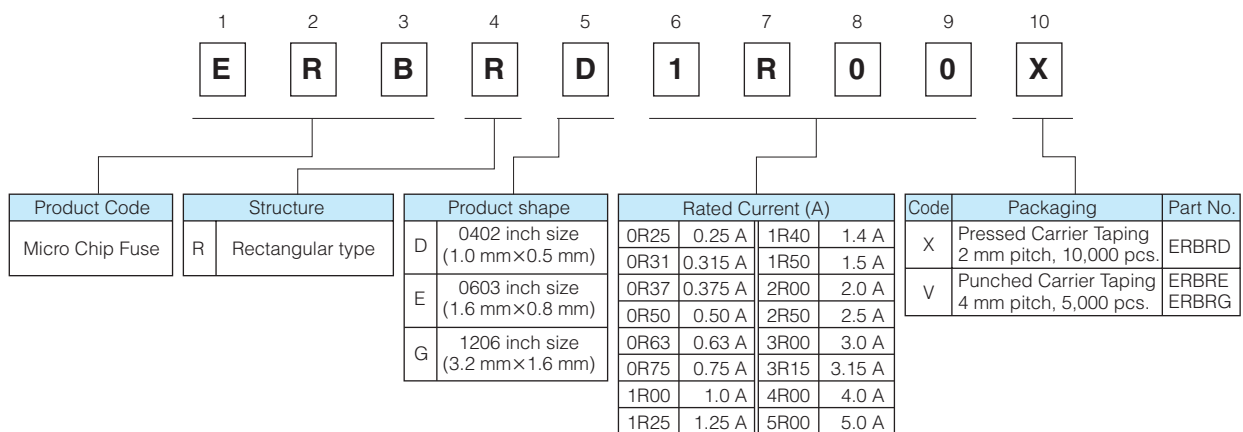 1 2 3 4 5 6 7 8 9 10
E R B R D 1 R 0 0 X
Product Code
Micro Chip Fuse
Structure
R Rectangular type
Product shape
D 0402 inch size
(1.0 mm×0.5 mm)
E 0603 inch size
(1.6 mm×0.8 mm)
G 1206 inch size
(3.2 mm×1.6 mm)
Rated Current (A)
0R25 0.25 A 1R40 1.4 A
0R31 0.315 A 1R50 1.5 A
0R37 0.375 A 2R00 2.0 A
0R50 0.50 A 2R50 2.5 A
0R63 0.63 A 3R00 3.0 A
0R75 0.75 A 3R15 3.15 A
1R00 1.0 A 4R00 4.0 A
1R25 1.25 A 5R00 5.0 A
Code Packaging Part No.
X Pressed Carrier Taping
2 mm pitch, 10,000 pcs. ERBRD
V Punched Carrier Taping ERBRE
4 mm pitch, 5,000 pcs. ERBRG